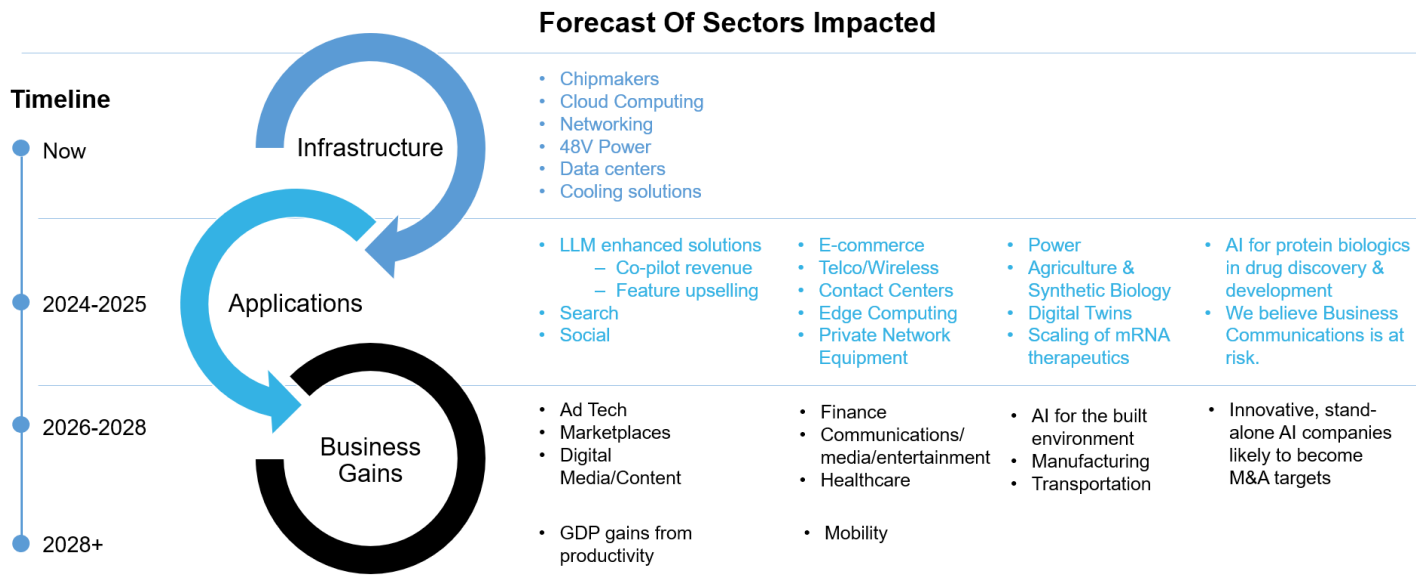 Forecast Of Sectors Impacted
Timeline
Now
Infrastructure
• Chipmakers
• Cloud Computing
• Networking
• 48V Power
• Data centers
• Cooling solutions
2024-2025
Applications
• LLM enhanced solutions
– Co-pilot revenue
– Feature upselling
• Search
• Social
• E-commerce
• Telco/Wireless
• Contact Centers
• Edge Computing
• Private Network
Equipment
• Power
• Agriculture &
Synthetic Biology
• Digital Twins
• Scaling of mRNA
therapeutics
• AI for protein biologics
in drug discovery &
development
• We believe Business
Communications is at
risk.
2026-2028
Business
Gains
• Ad Tech
• Marketplaces
• Digital
Media/Content
• Finance
• Communications/
media/entertainment
• Healthcare
• AI for the built
environment
• Manufacturing
• Transportation
• Innovative, stand-
alone AI companies
likely to become
M&A targets
2028+
• GDP gains from
productivity
• Mobility